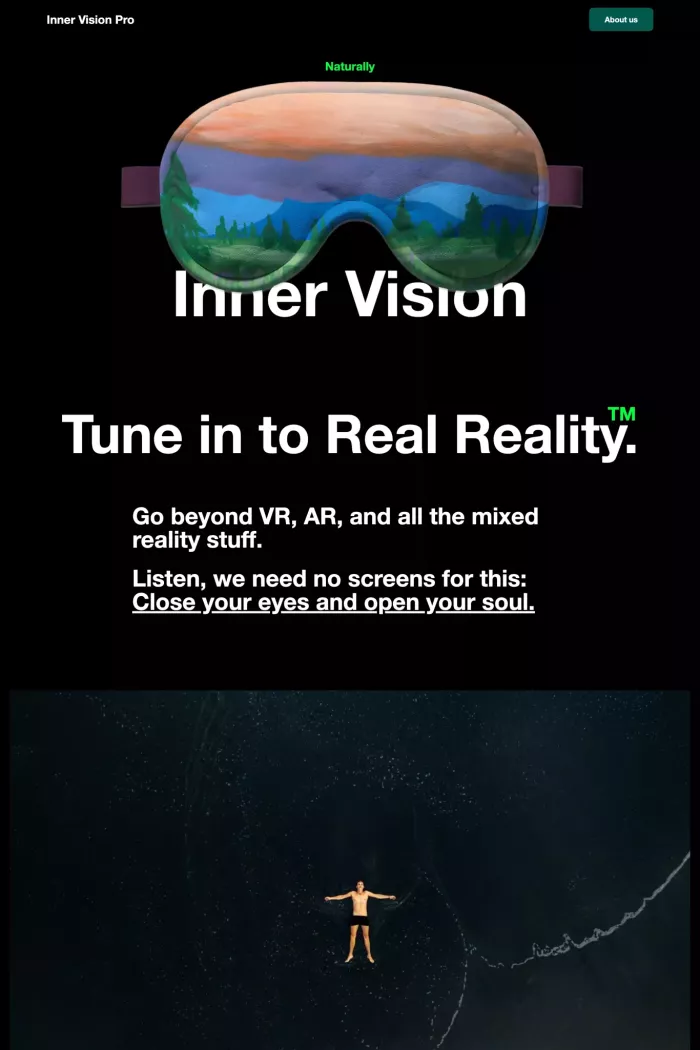 Inner Vision Pro
About us
Naturally
Inner Vision
Tune in to Real Reality.™
Go beyond VR, AR, and all the mixed
reality stuff.
Listen, we need no screens for this:
Close your eyes and open your soul.